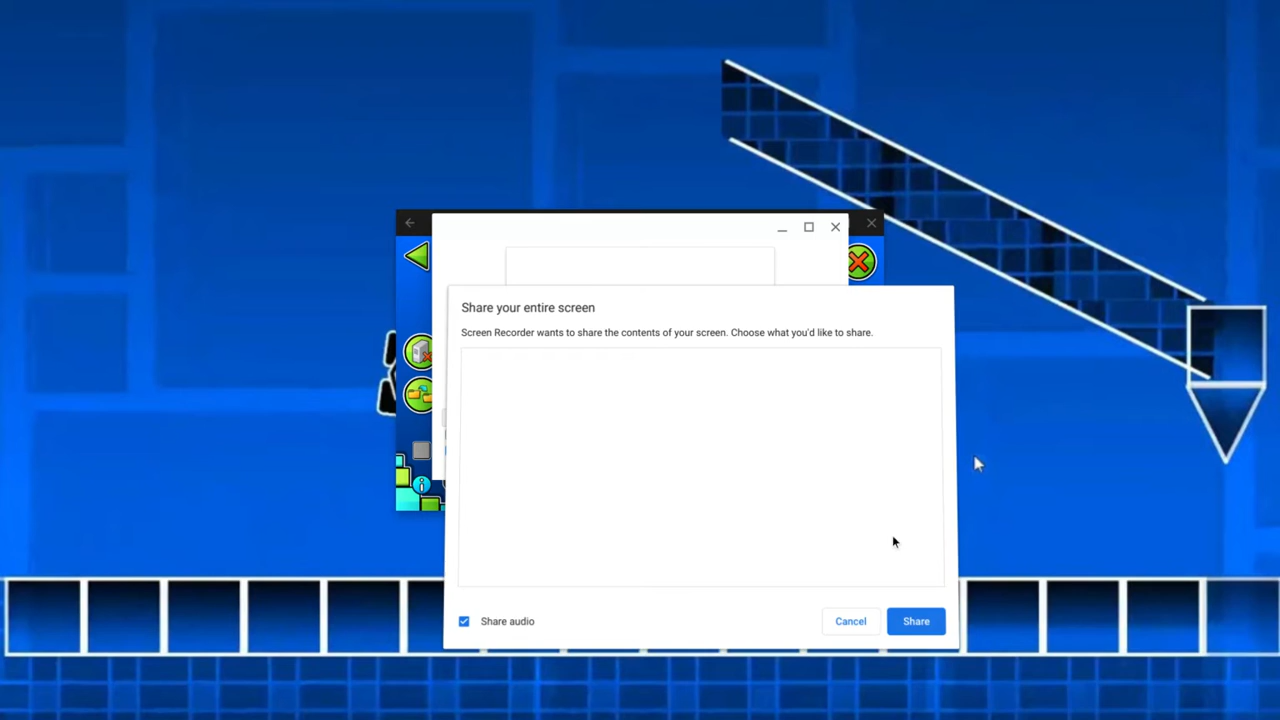 Share your entire screen
Screen Recorder wants to share the contents of your screen. Choose what you'd like to share.
Share audio
Cancel
Share